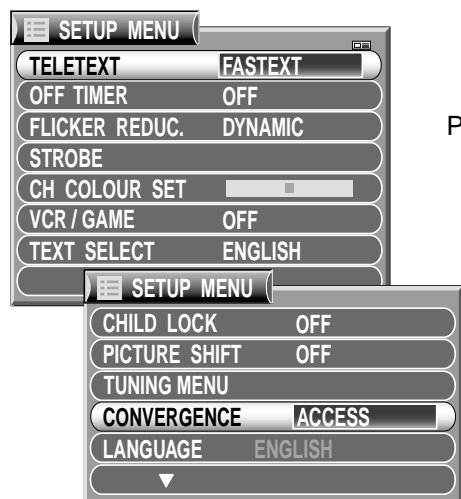 SETUP MENU
TELETEXT FASTEXT
OFF TIMER OFF
FLICKER REDUC. DYNAMIC
P
STROBE
CH COLOUR SET
VCR / GAME OFF
TEXT SELECT ENGLISH
SETUP MENU
CHILD LOCK OFF
PICTURE SHIFT OFF
TUNING MENU
CONVERGENCE ACCESS
LANGUAGE ENGLISH